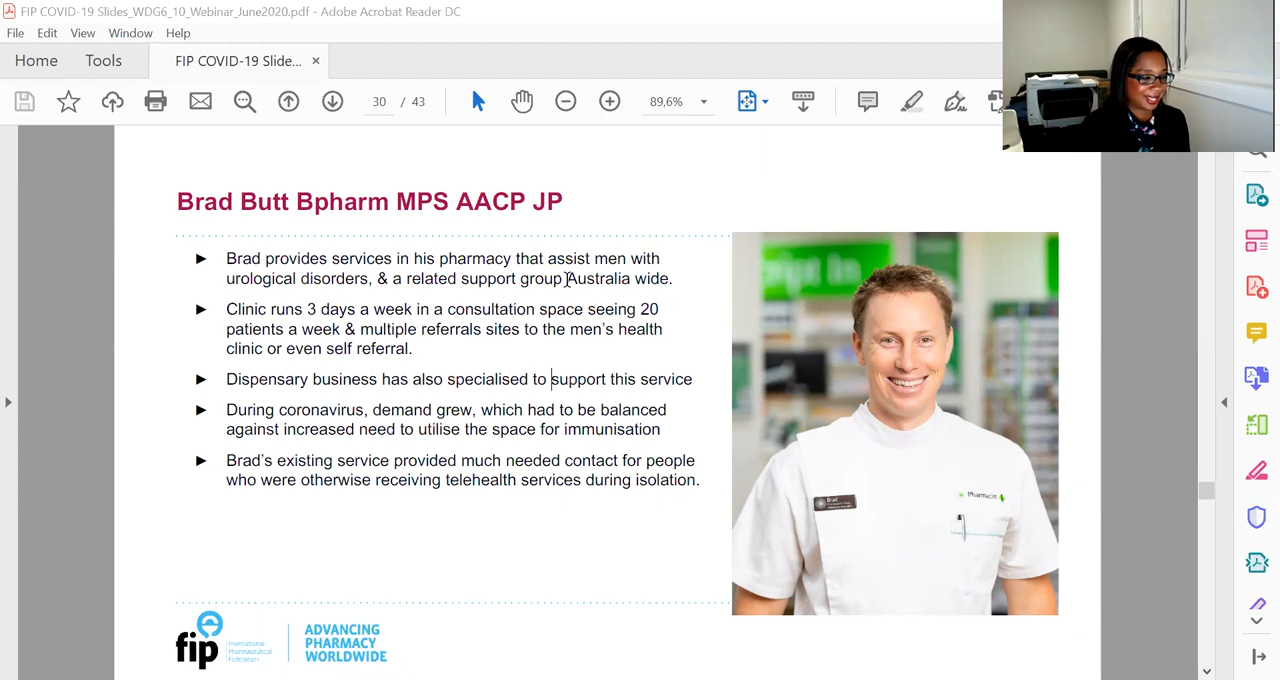 FIP COVID-19 Slides_WDG6_10_Webinar_June2020.pdf - Adobe Acrobat Reader DC
File Edit View Window Help
Home Tools FIP COVID-19 Slide... ×
30 / 43 89,6%
Brad Butt Bpharm MPS AACP JP
► Brad provides services in his pharmacy that assist men with
urological disorders, & a related support group Australia wide.
► Clinic runs 3 days a week in a consultation space seeing 20
patients a week & multiple referrals sites to the men's health
clinic or even self referral.
► Dispensary business has also specialised to support this service
► During coronavirus, demand grew, which had to be balanced
against increased need to utilise the space for immunisation
► Brad's existing service provided much needed contact for people
who were otherwise receiving telehealth services during isolation.
Brad
Pharmacist
fip
International
Pharmaceutical
Federation
ADVANCING
PHARMACY
WORLDWIDE